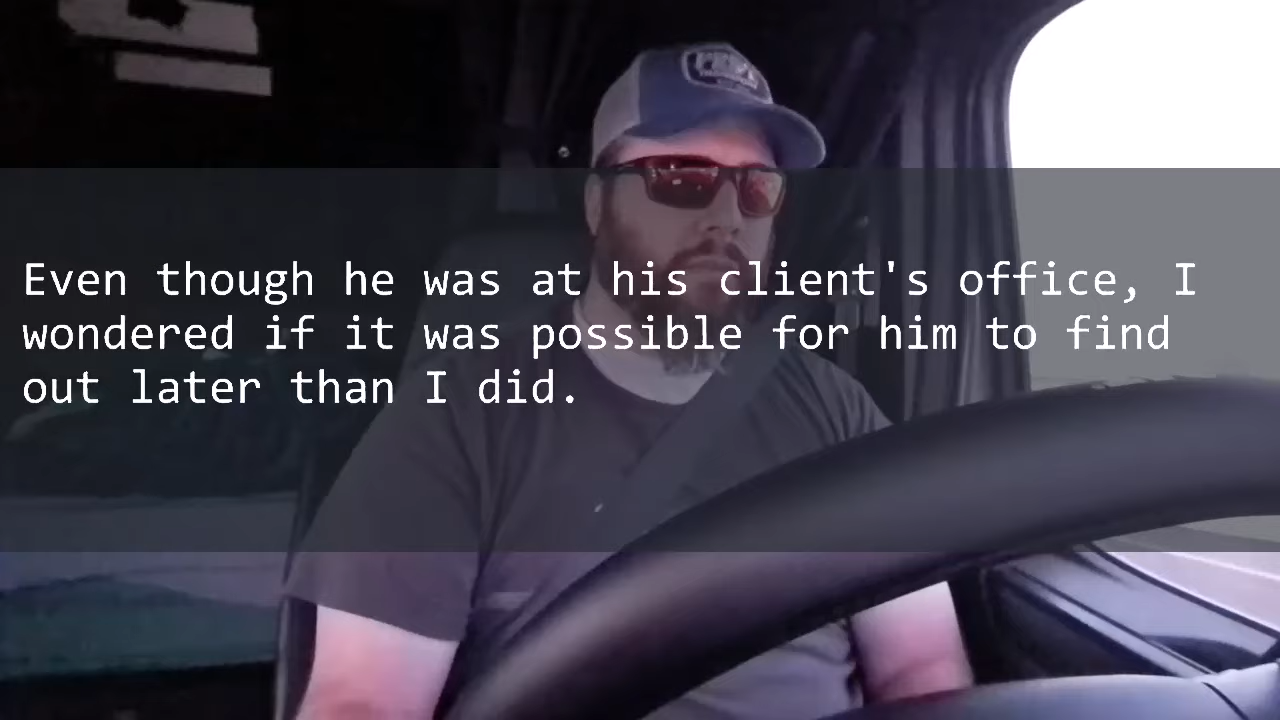 Even though he was at his client's office, I
wondered if it was possible for him to find
out later than I did.